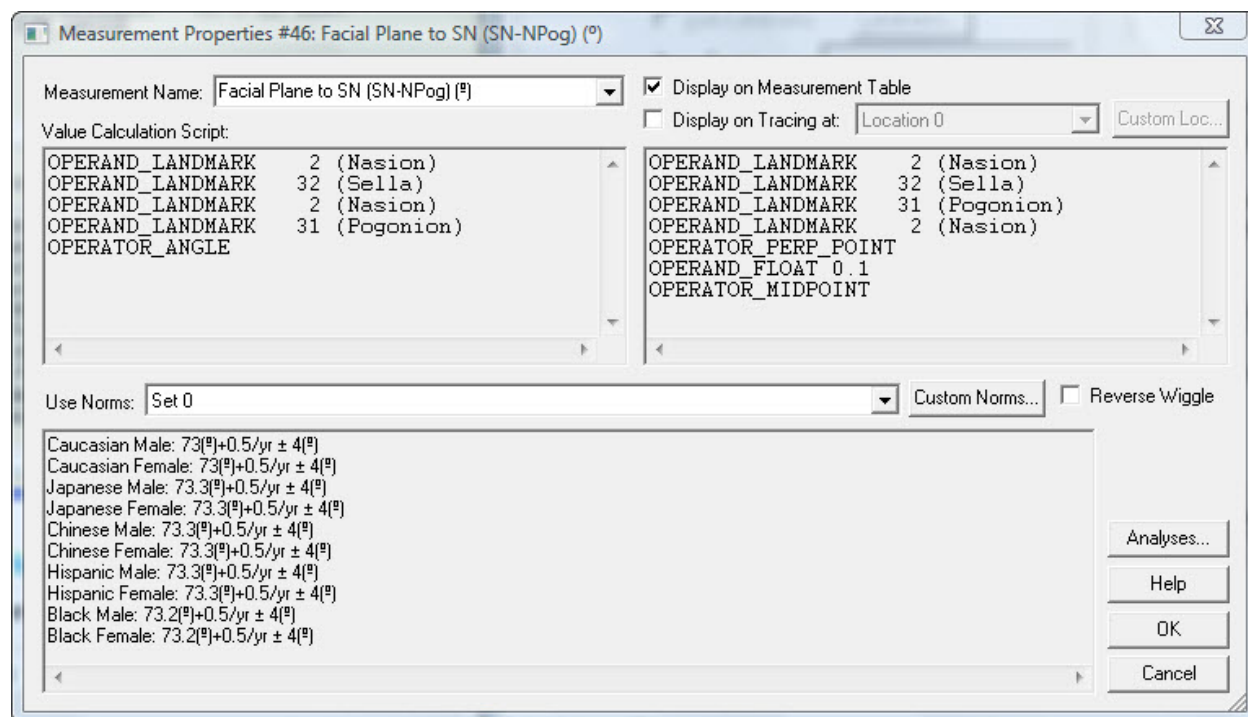 Measurement Properties #46: Facial Plane to SN (SN-NPog) (º)
Measurement Name: Facial Plane to SN (SN-NPog) (º)
Display on Measurement Table
Display on Tracing at: Location 0 Custom Loc...
Value Calculation Script:
OPERAND_LANDMARK 2 (Nasion)
OPERAND_LANDMARK 32 (Sella)
OPERAND_LANDMARK 2 (Nasion)
OPERAND_LANDMARK 31 (Pogonion)
OPERATOR_ANGLE
OPERAND_LANDMARK 2 (Nasion)
OPERAND_LANDMARK 32 (Sella)
OPERAND_LANDMARK 31 (Pogonion)
OPERAND_LANDMARK 2 (Nasion)
OPERATOR_PERP_POINT
OPERAND_FLOAT 0.1
OPERATOR_MIDPOINT
Use Norms: Set 0 Custom Norms... Reverse Wiggle
Caucasian Male: 73(º)+0.5/yr ± 4(º)
Caucasian Female: 73(º)+0.5/yr ± 4(º)
Japanese Male: 73.3(º)+0.5/yr ± 4(º)
Japanese Female: 73.3(º)+0.5/yr ± 4(º)
Chinese Male: 73.3(º)+0.5/yr ± 4(º)
Chinese Female: 73.3(º)+0.5/yr ± 4(º)
Hispanic Male: 73.3(º)+0.5/yr ± 4(º)
Hispanic Female: 73.3(º)+0.5/yr ± 4(º)
Black Male: 73.2(º)+0.5/yr ± 4(º)
Black Female: 73.2(º)+0.5/yr ± 4(º)
Analyses...
Help
OK
Cancel